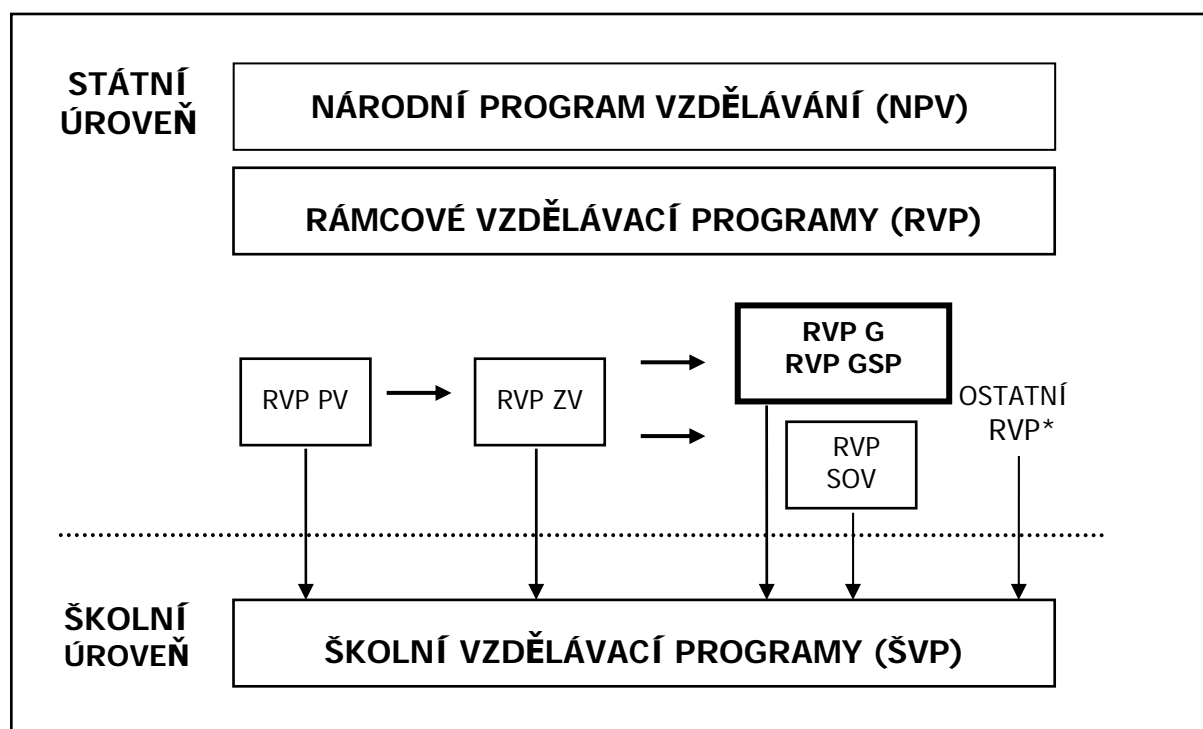 STÁTNÍ
ÚROVEŇ
NÁRODNÍ PROGRAM VZDĚLÁVÁNÍ (NPV)
RÁMCOVÉ VZDĚLÁVACÍ PROGRAMY (RVP)
RVP PV
RVP ZV
RVP G
RVP GSP
RVP
SOV
OSTATNÍ
RVP*
ŠKOLNÍ
ÚROVEŇ
ŠKOLNÍ VZDĚLÁVACÍ PROGRAMY (ŠVP)